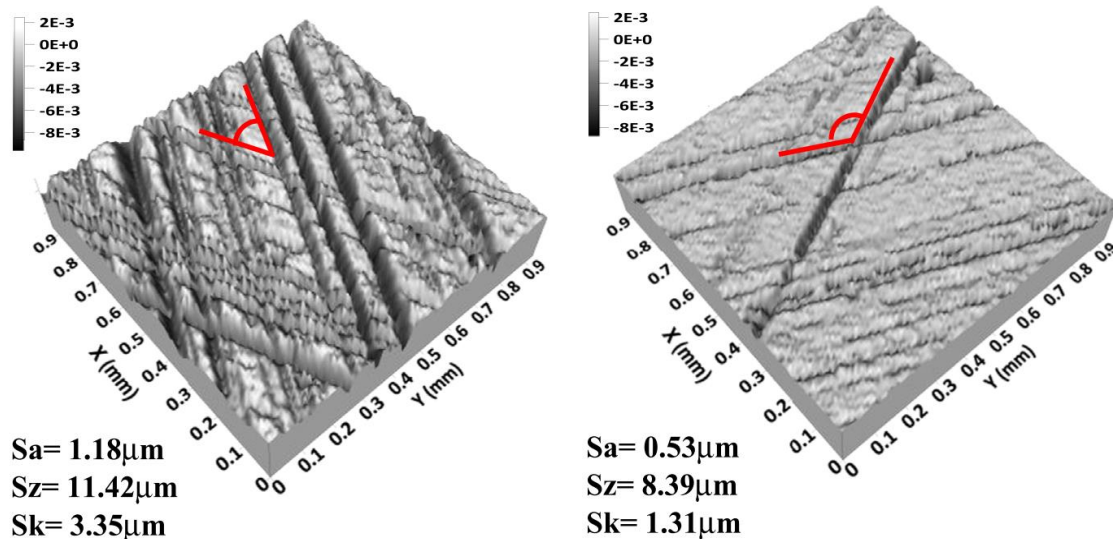 2E-3
0E+0
-2E-3
-4E-3
-6E-3
-8E-3
0.9
0.8
0.7
0.6
0.5
0.4
0.3
0.2
0.1
0
X (mm)
0
0.1
0.2
0.3
0.4
0.5
0.6
0.7
0.8
0.9
Y (mm)
Sa= 1.18μm
Sz= 11.42μm
Sk= 3.35μm
2E-3
0E+0
-2E-3
-4E-3
-6E-3
-8E-3
0.9
0.8
0.7
0.6
0.5
0.4
0.3
0.2
0.1
0
X (mm)
0
0.1
0.2
0.3
0.4
0.5
0.6
0.7
0.8
0.9
Y (mm)
Sa= 0.53μm
Sz= 8.39μm
Sk= 1.31μm